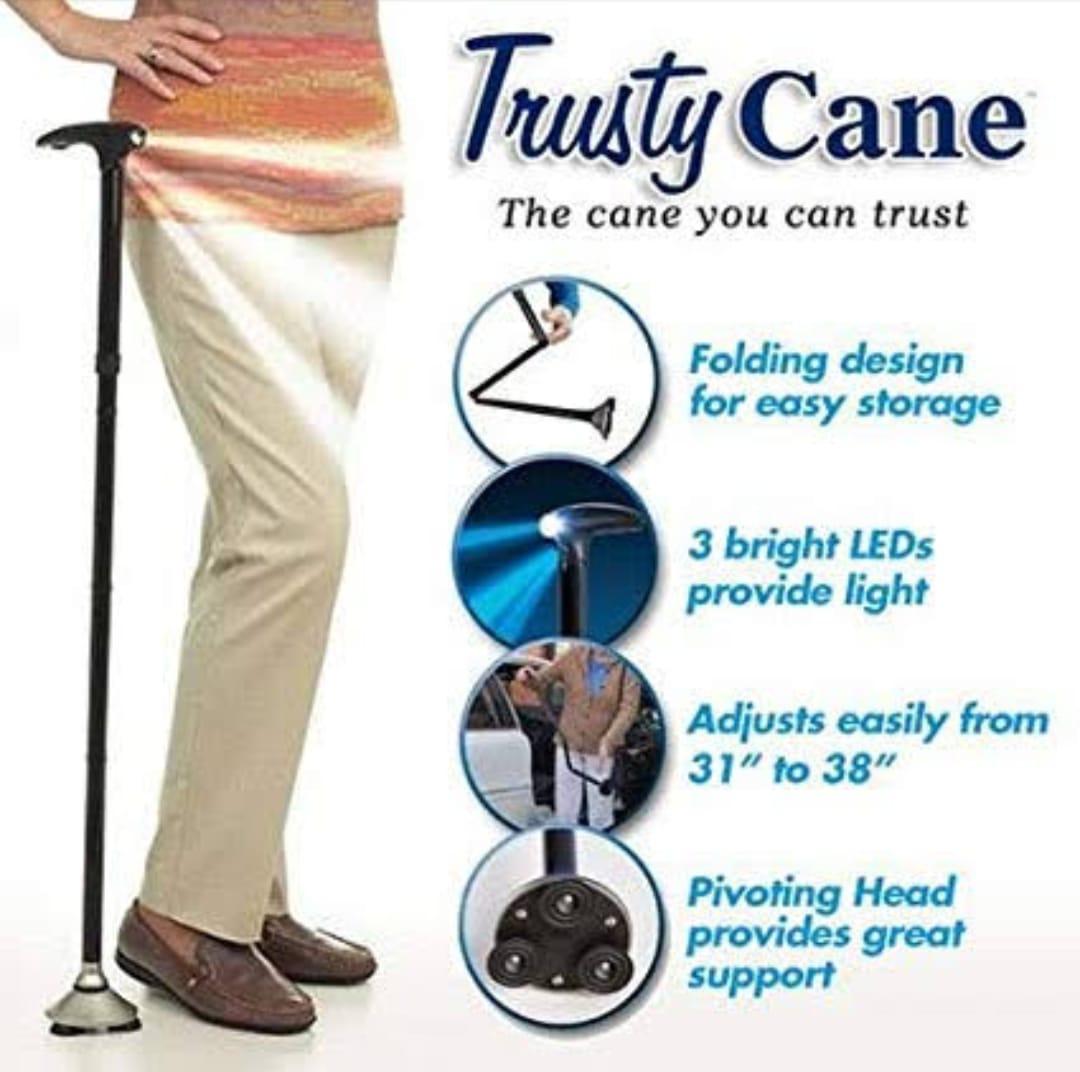 Trusty Cane
The cane you can trust
Folding design
for easy storage
3 bright LEDs
provide light
Adjusts easily from
31" to 38"
Pivoting Head
provides great
support